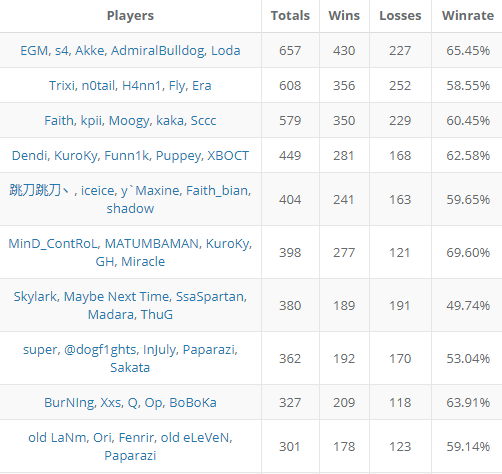 Players Totals Wins Losses Winrate
EGM, s4, Akke, AdmiralBulldog, Loda 657 430 227 65.45%
Trixi, n0tail, H4nn1, Fly, Era 608 356 252 58.55%
Faith, kpii, Moogy, kaka, Sccc 579 350 229 60.45%
Dendi, KuroKy, Funn1k, Puppey, XBOCT 449 281 168 62.58%
跳刀跳刀丶, iceice, y`Maxine, Faith_bian, 404 241 163 59.65%
shadow
MinD_ContRoL, MATUMBAMAN, KuroKy, 398 277 121 69.60%
GH, Miracle
Skylark, Maybe Next Time, SsaSpartan, 380 189 191 49.74%
Madara, ThuG
super, @dogf1ghts, InJuly, Paparazi, 362 192 170 53.04%
Sakata
BurNIng, Xxs, Q, Op, BoBoKa 327 209 118 63.91%
old LaNm, Ori, Fenrir, old eLeVeN, 301 178 123 59.14%
Paparazi